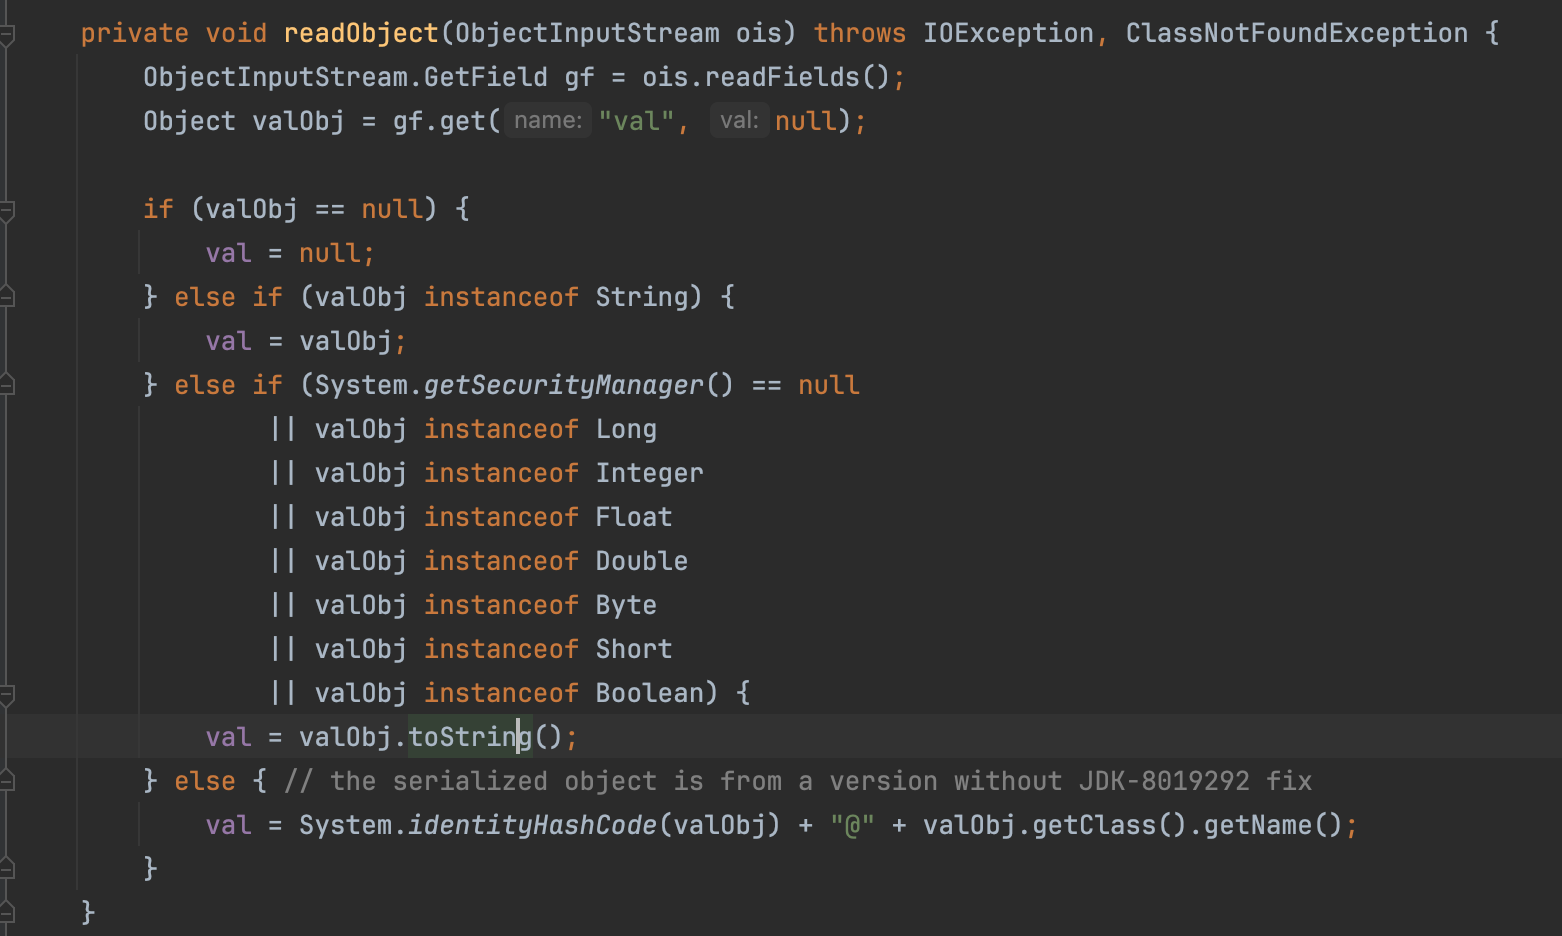 private void readObject(ObjectInputStream ois) throws IOException, ClassNotFoundException {
ObjectInputStream.GetField gf = ois.readFields();
Object valObj = gf.get( name: "val", val: null);
if (valObj == null) {
val = null;
} else if (valObj instanceof String) {
val = valObj;
} else if (System.getSecurityManager() == null
|| valObj instanceof Long
|| valObj instanceof Integer
|| valObj instanceof Float
|| valObj instanceof Double
|| valObj instanceof Byte
|| valObj instanceof Short
|| valObj instanceof Boolean) {
val = valObj.toString();
} else { // the serialized object is from a version without JDK-8019292 fix
val = System.identityHashCode(valObj) + "@" + valObj.getClass().getName();
}
}